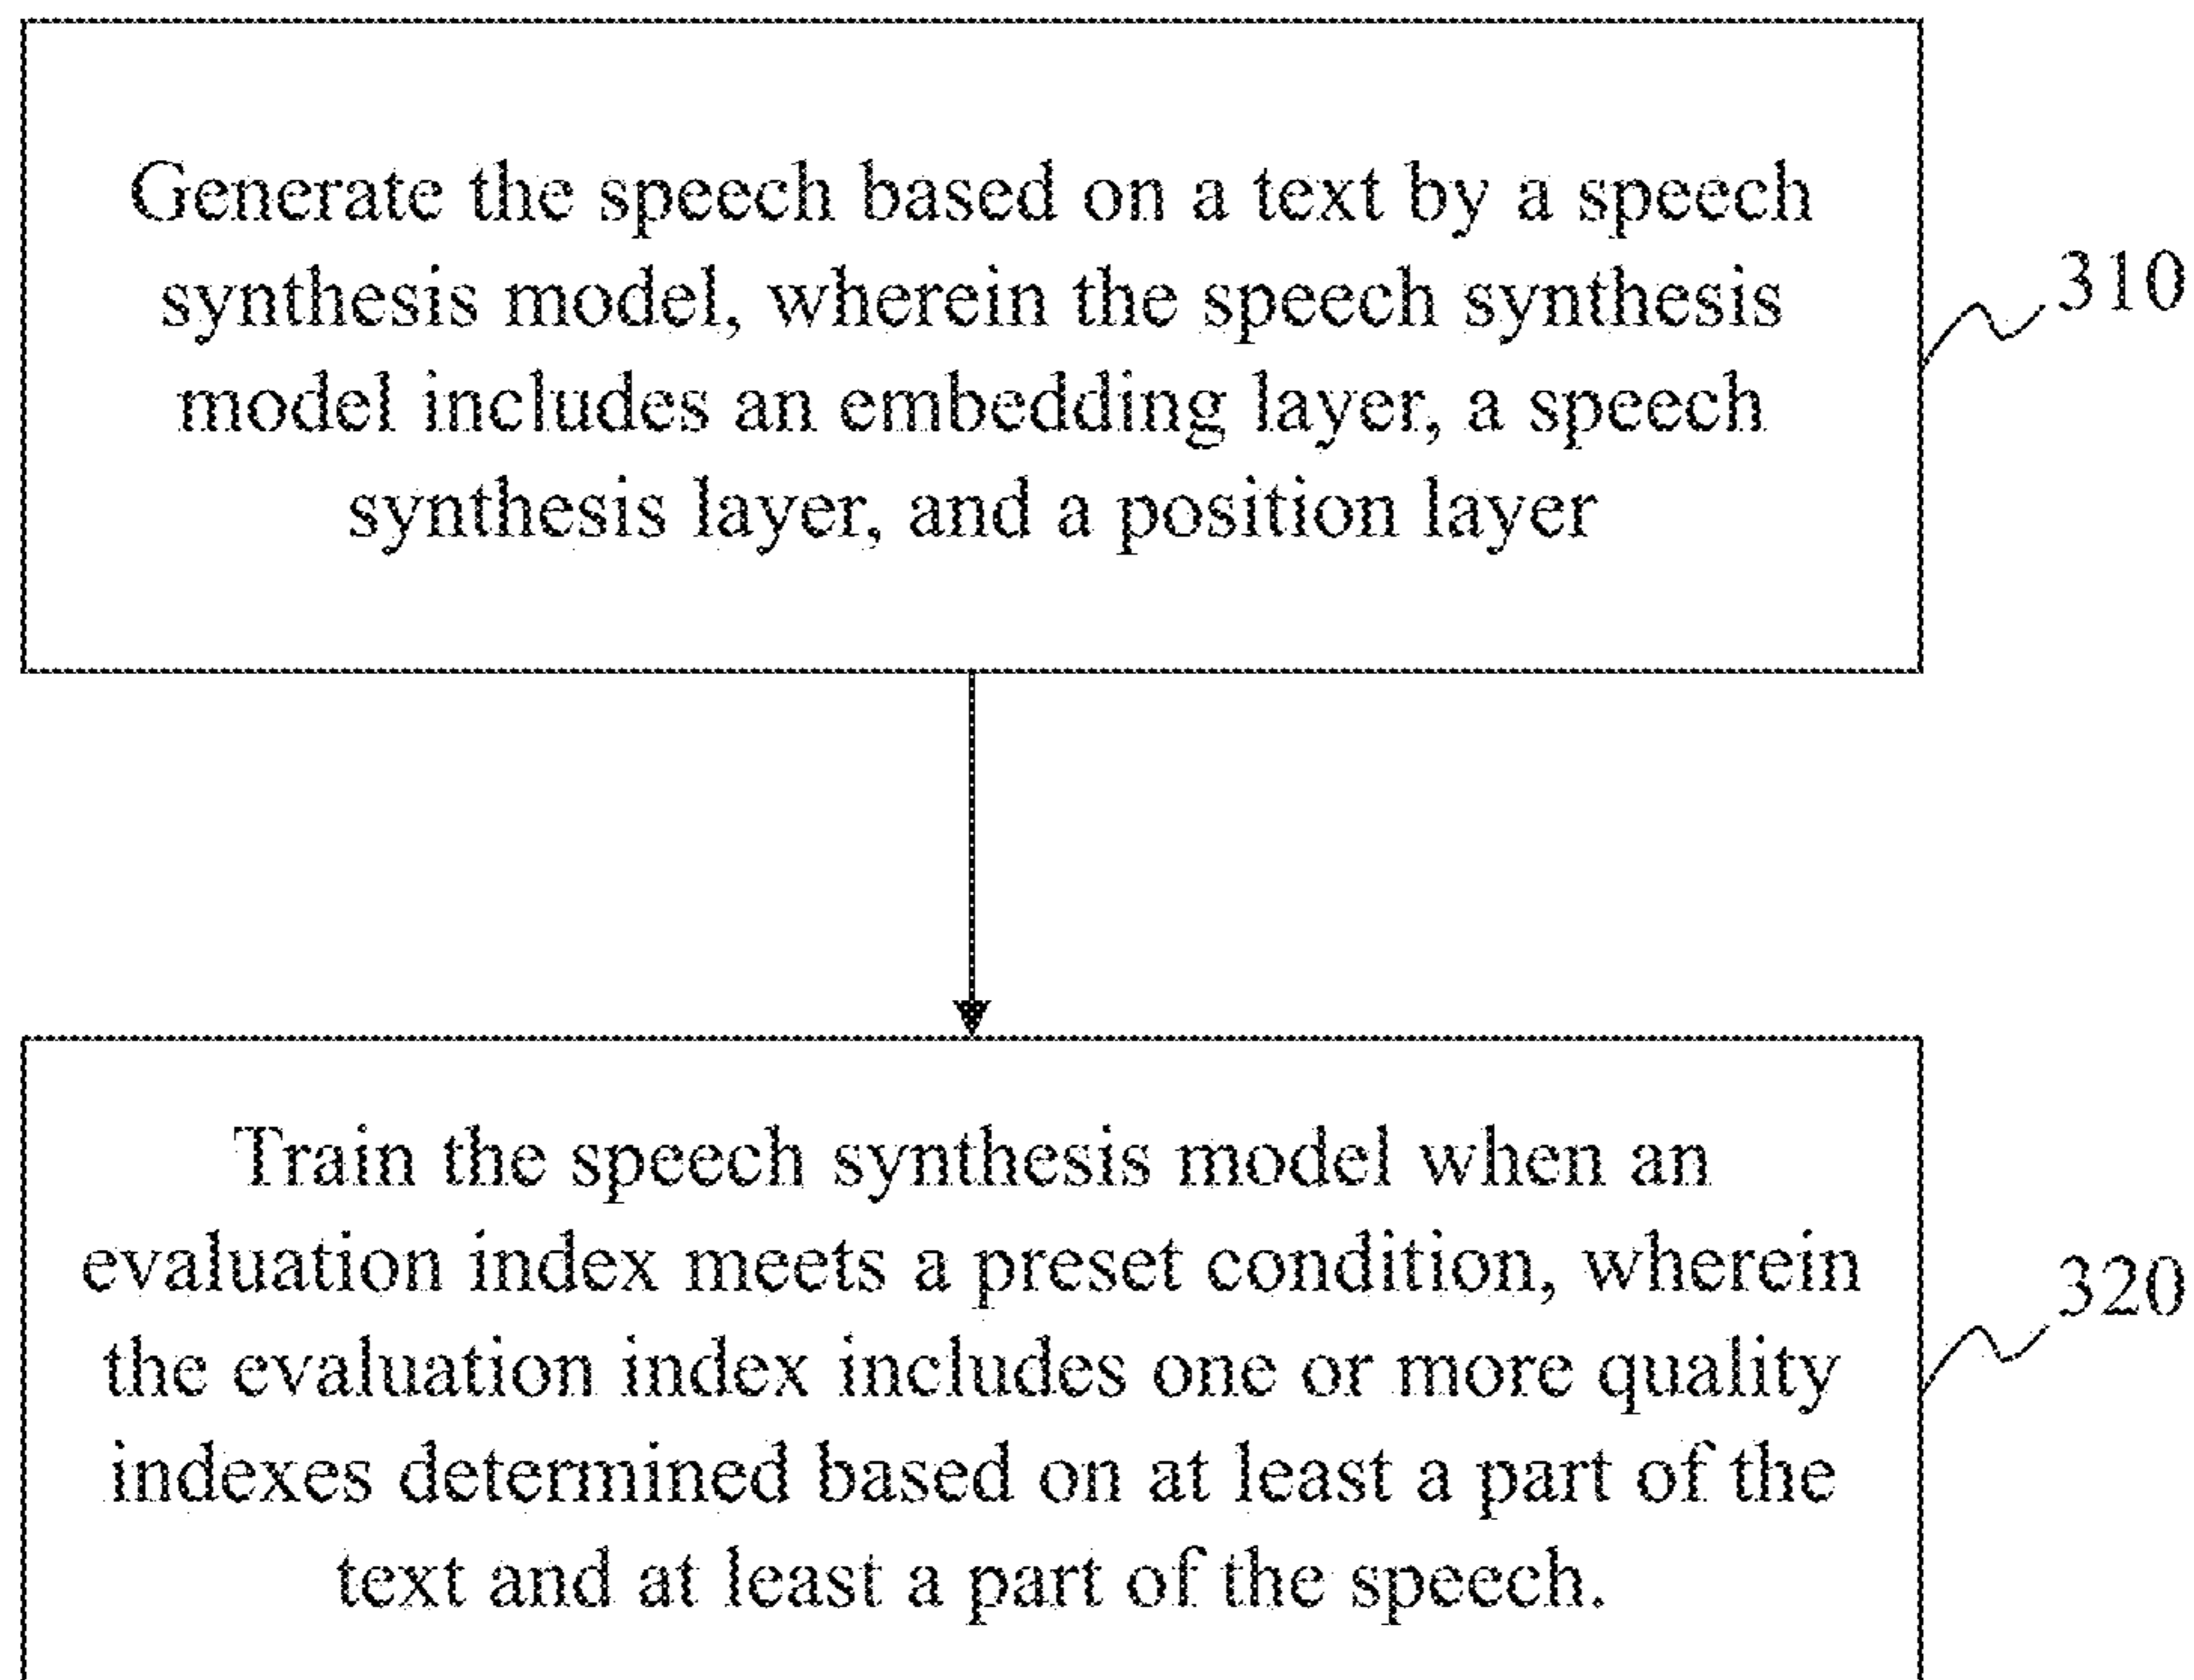 Generate the speech based on a text by a speech
synthesis model, wherein the speech synthesis
model includes an embedding layer, a speech
synthesis layer, and a position layer
310
Train the speech synthesis model when an
evaluation index meets a preset condition, wherein
the evaluation index includes one or more quality
indexes determined based on at least a part of the
text and at least a part of the speech.
320